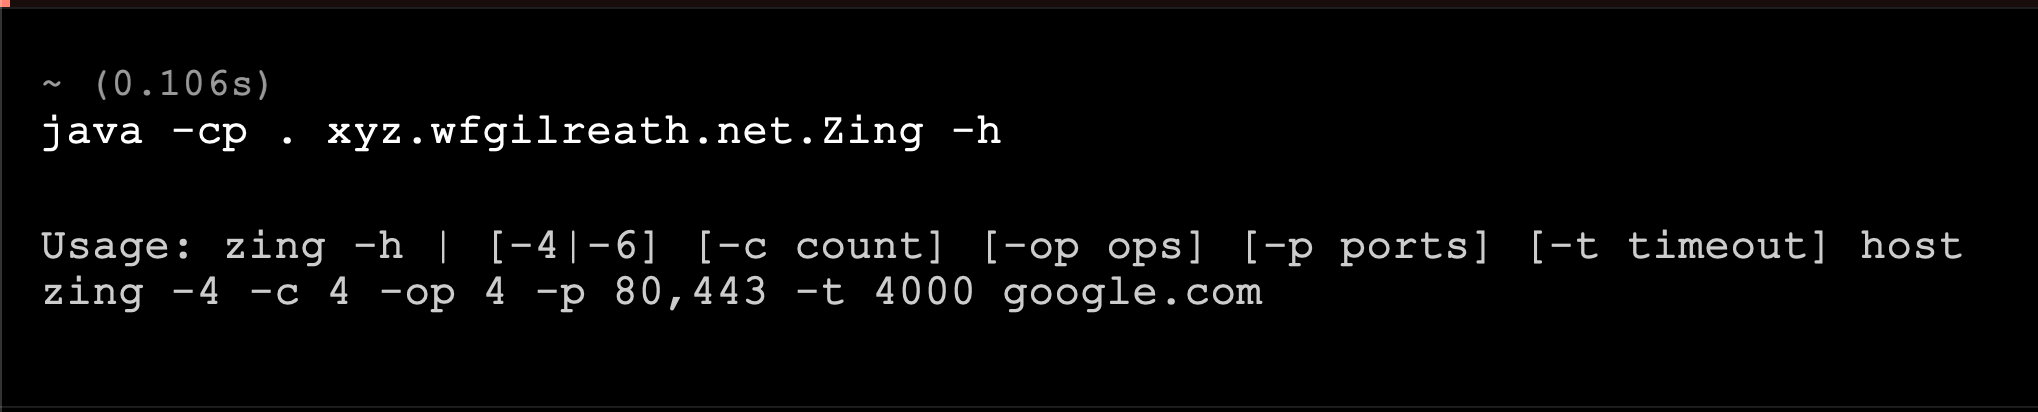 ~ (0.106s)
java -cp . xyz.wfgilreath.net.Zing -h
Usage: zing -h | [-4|-6] [-c count] [-op ops] [-p ports] [-t timeout] host
zing -4 -c 4 -op 4 -p 80,443 -t 4000 google.com